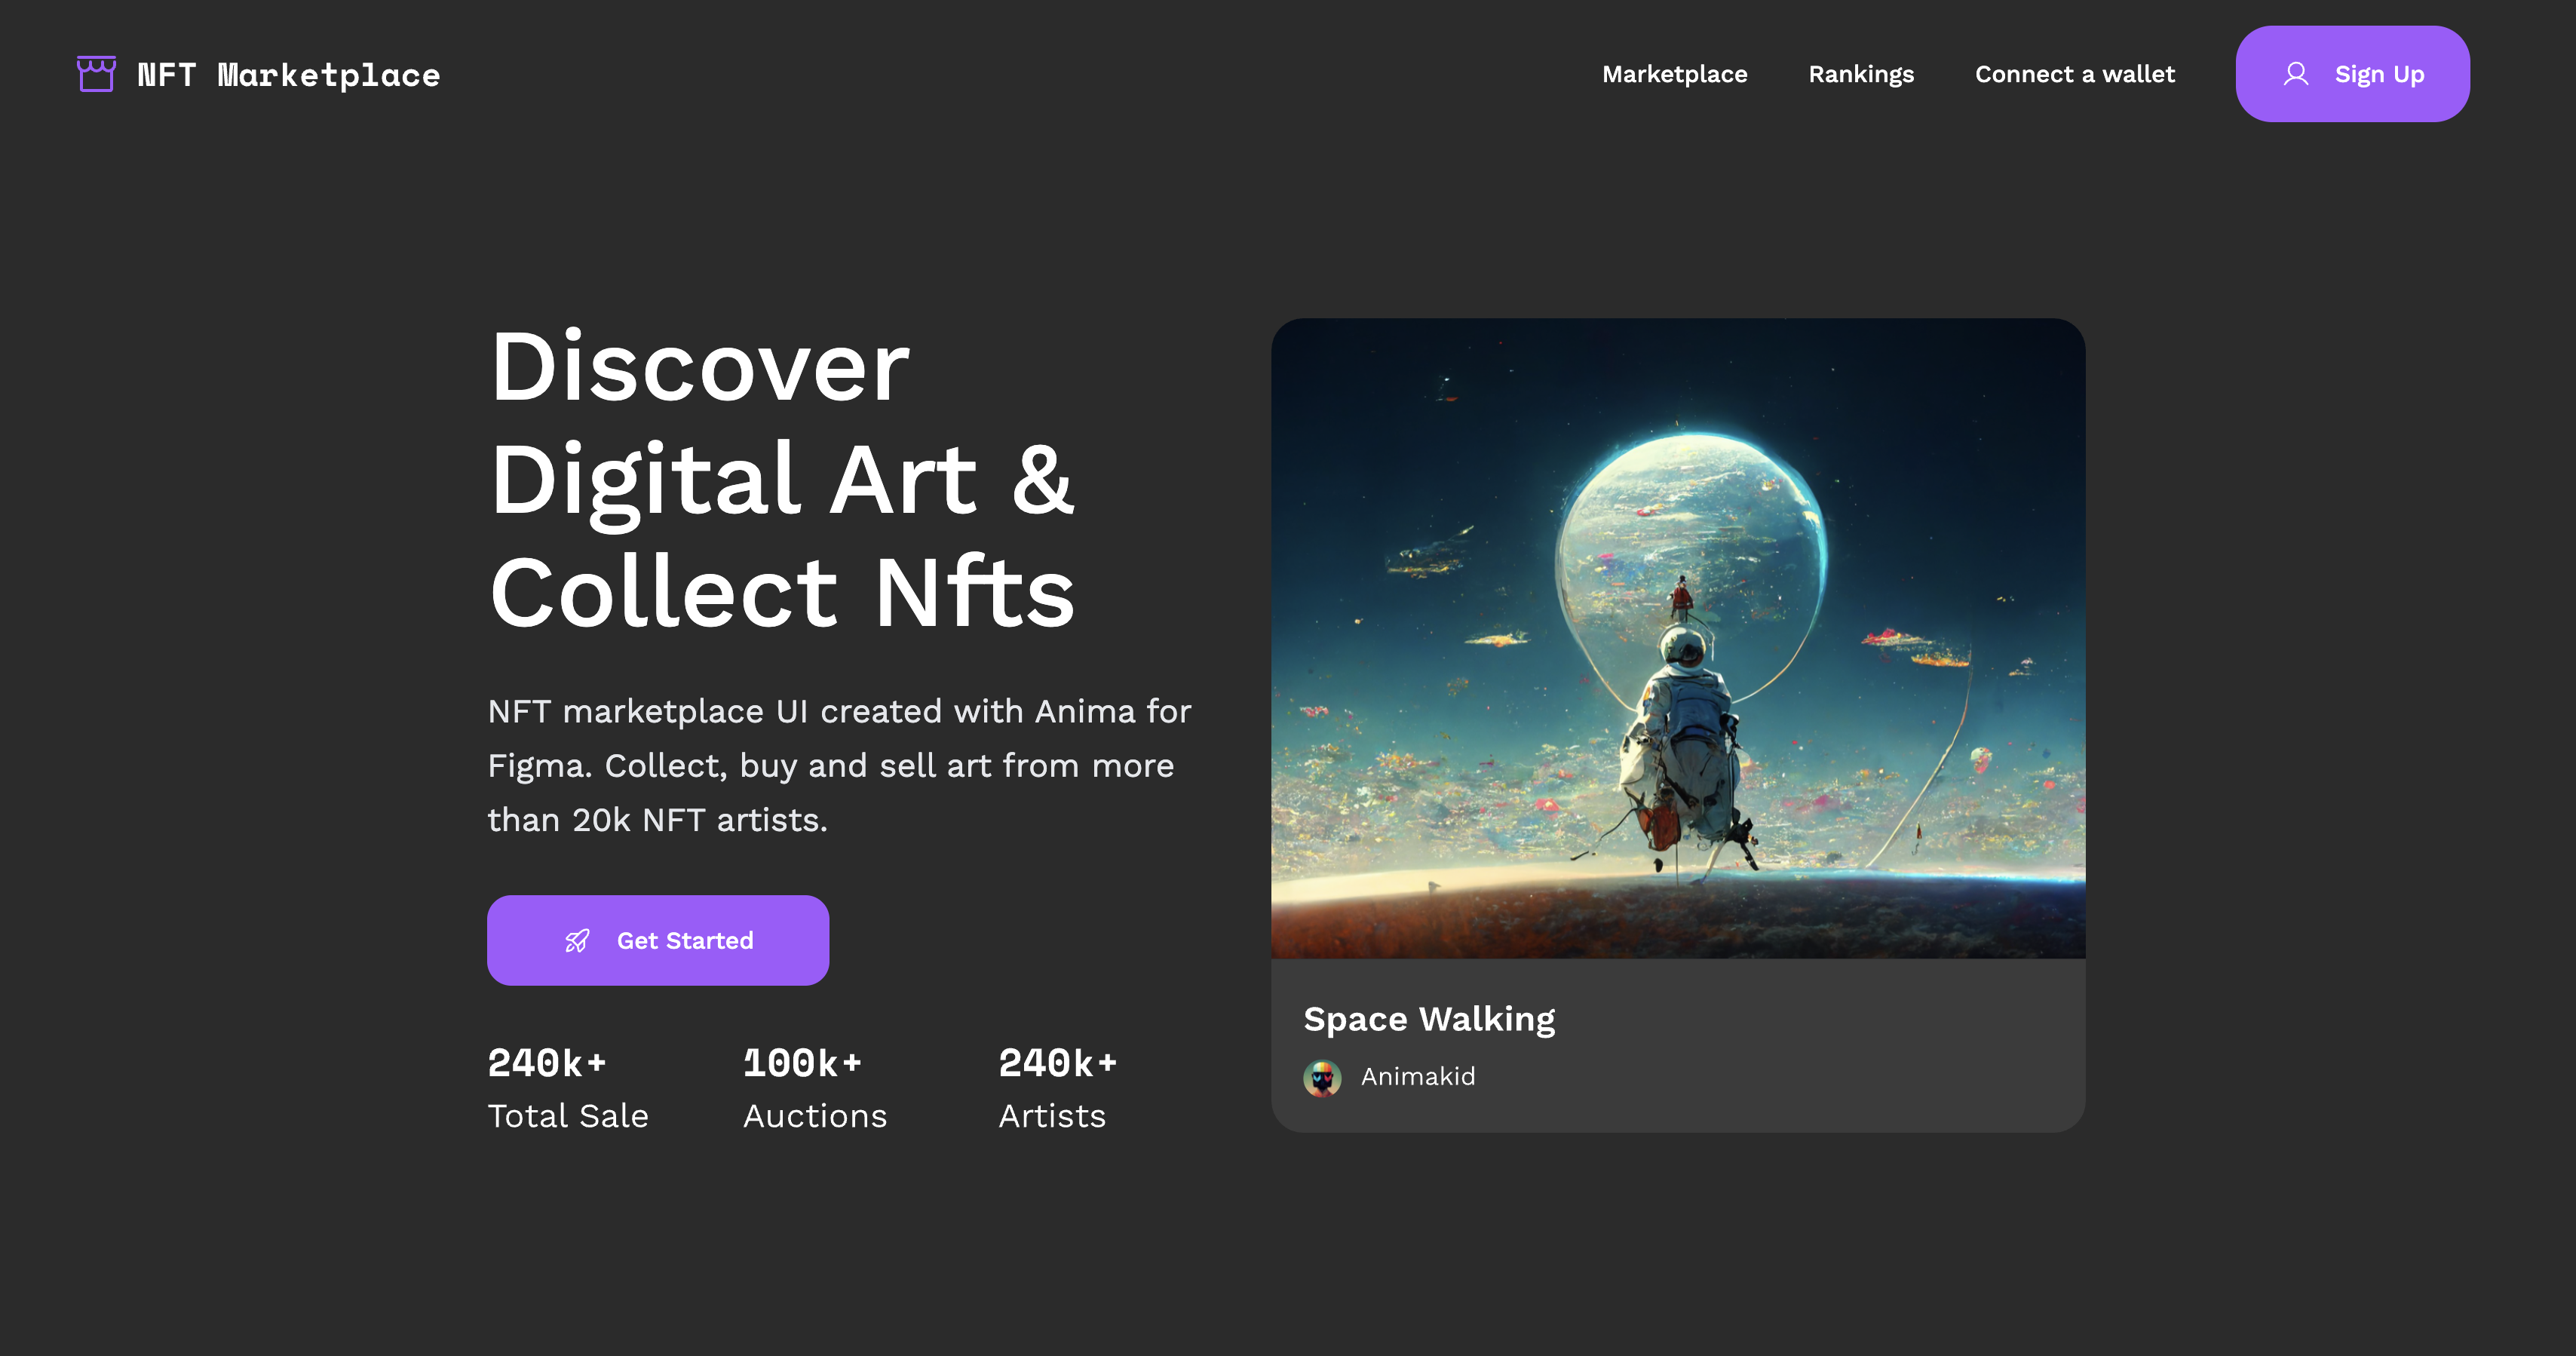 NFT Marketplace
Marketplace
Rankings
Connect a wallet
Sign Up
Discover
Digital Art &
Collect Nfts
NFT marketplace UI created with Anima for
Figma. Collect, buy and sell art from more
than 20k NFT artists.
Get Started
240k+
Total Sale
100k+
Auctions
240k+
Artists
Space Walking
Animakid